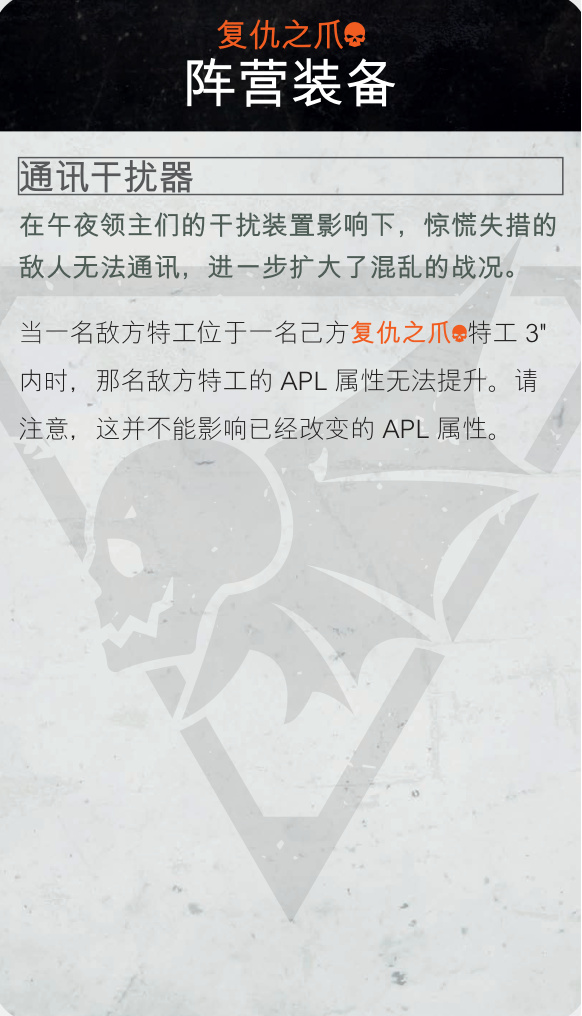 复仇之爪
阵营装备
通讯干扰器
在午夜领主们的干扰装置影响下，惊慌失措的
敌人无法通讯，进一步扩大了混乱的战况。
当一名敌方特工位于一名己方复仇之爪特工 3"
内时，那名敌方特工的 APL 属性无法提升。请
注意，这并不能影响已经改变的 APL 属性。